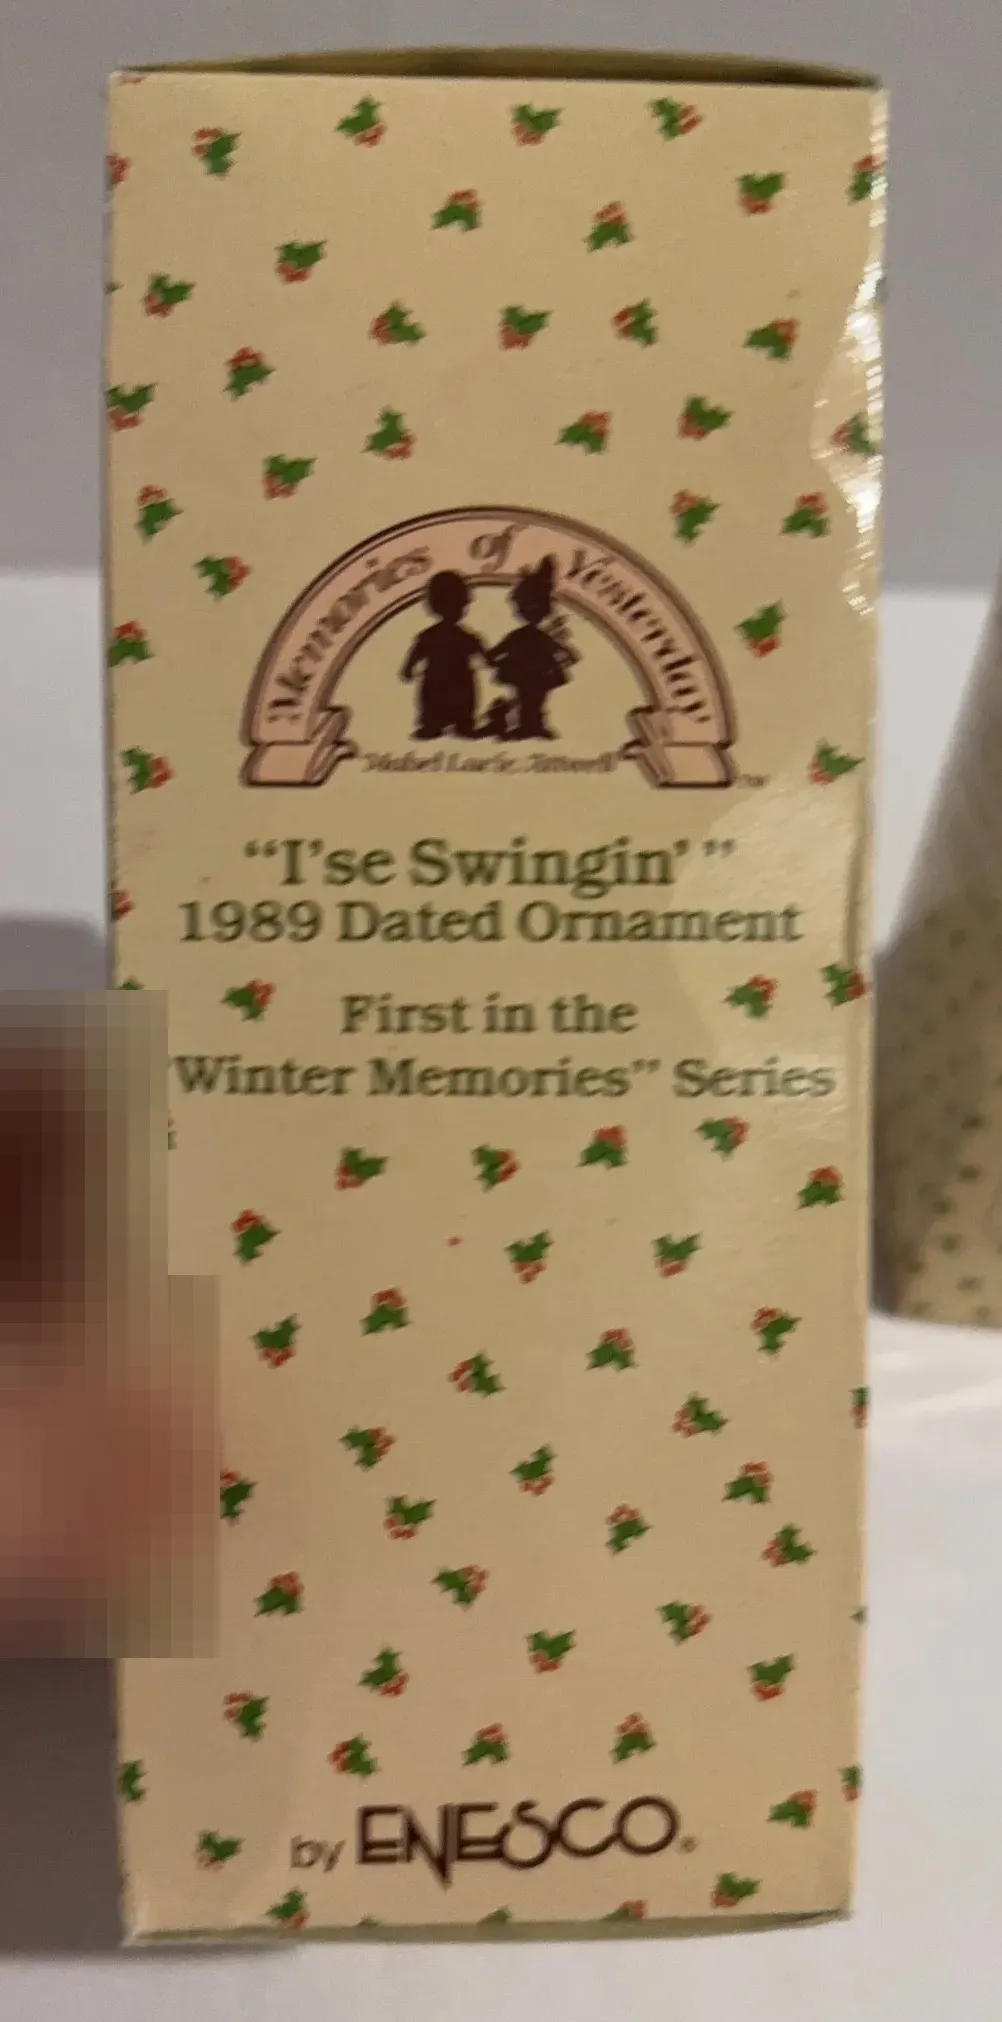 Memories of Yesterday
Mabel Lucie Attwell
TM
“I’se Swingin’”
1989 Dated Ornament
First in the
“Winter Memories” Series
by ENESCO®